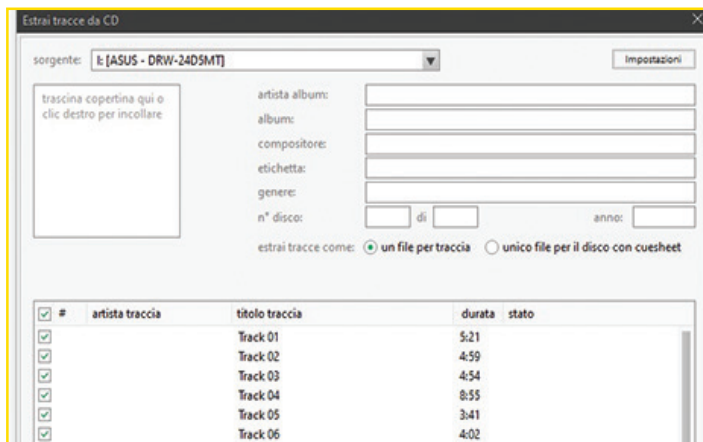 Estrai tracce da CD
sorgente: I: [ASUS - DRW-24D5MT] Impostazioni
trascina copertina qui o
clic destro per incollare
artista album:
album:
compositore:
etichetta:
genere:
n° disco: di anno:
estrai tracce come: un file per traccia unico file per il disco con cuesheet
# artista traccia titolo traccia durata stato
Track 01 5:21
Track 02 4:59
Track 03 4:54
Track 04 8:55
Track 05 3:41
Track 06 4:02